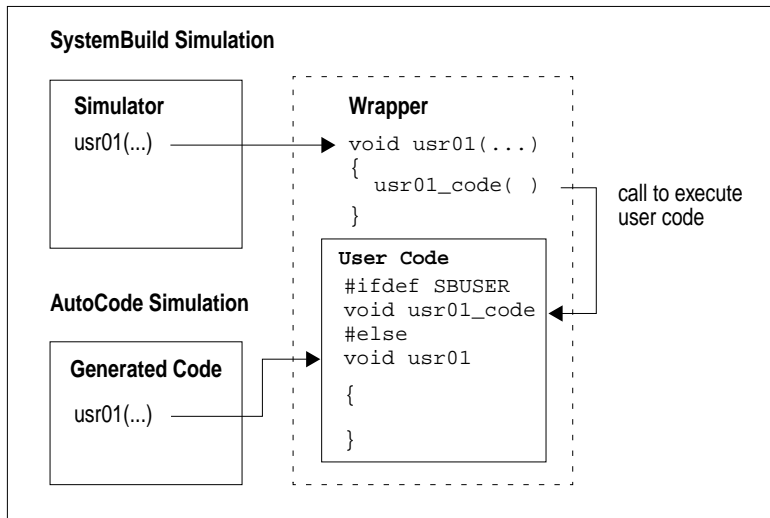 SystemBuild Simulation
Simulator
usr01(...)
Wrapper
void usr01(...)
{
usr01_code( )
}
call to execute
user code
User Code
#ifdef SBUSER
void usr01_code
#else
void usr01
{
}
AutoCode Simulation
Generated Code
usr01(...)